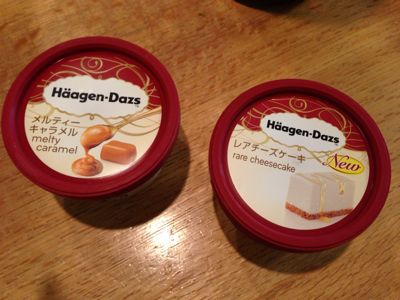 Häagen-Dazs
メルティー
キャラメル
melty
caramel
Häagen-Dazs
レアチーズケーキ
rare cheesecake
New